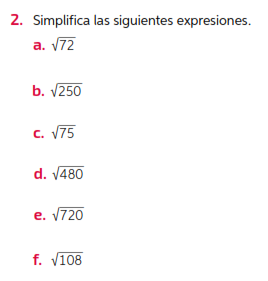 2. Simplifica las siguientes expresiones.
a. √72
b. √250
c. √75
d. √480
e. √720
f. √108